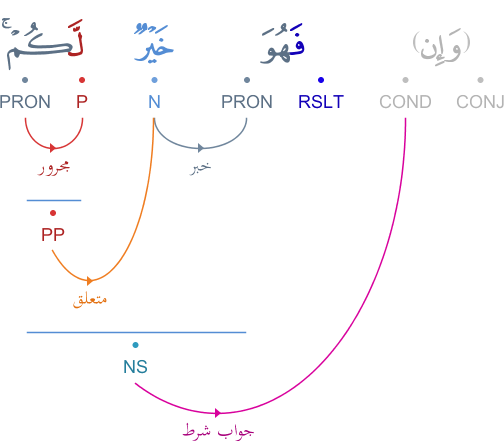 (وَإِن) فَهُوَ خَيْرٌ لَّكُمْ ۚ
CONJ COND RSLT PRON N P PRON
خبر مجرور
PP
متعلق
NS
جواب شرط